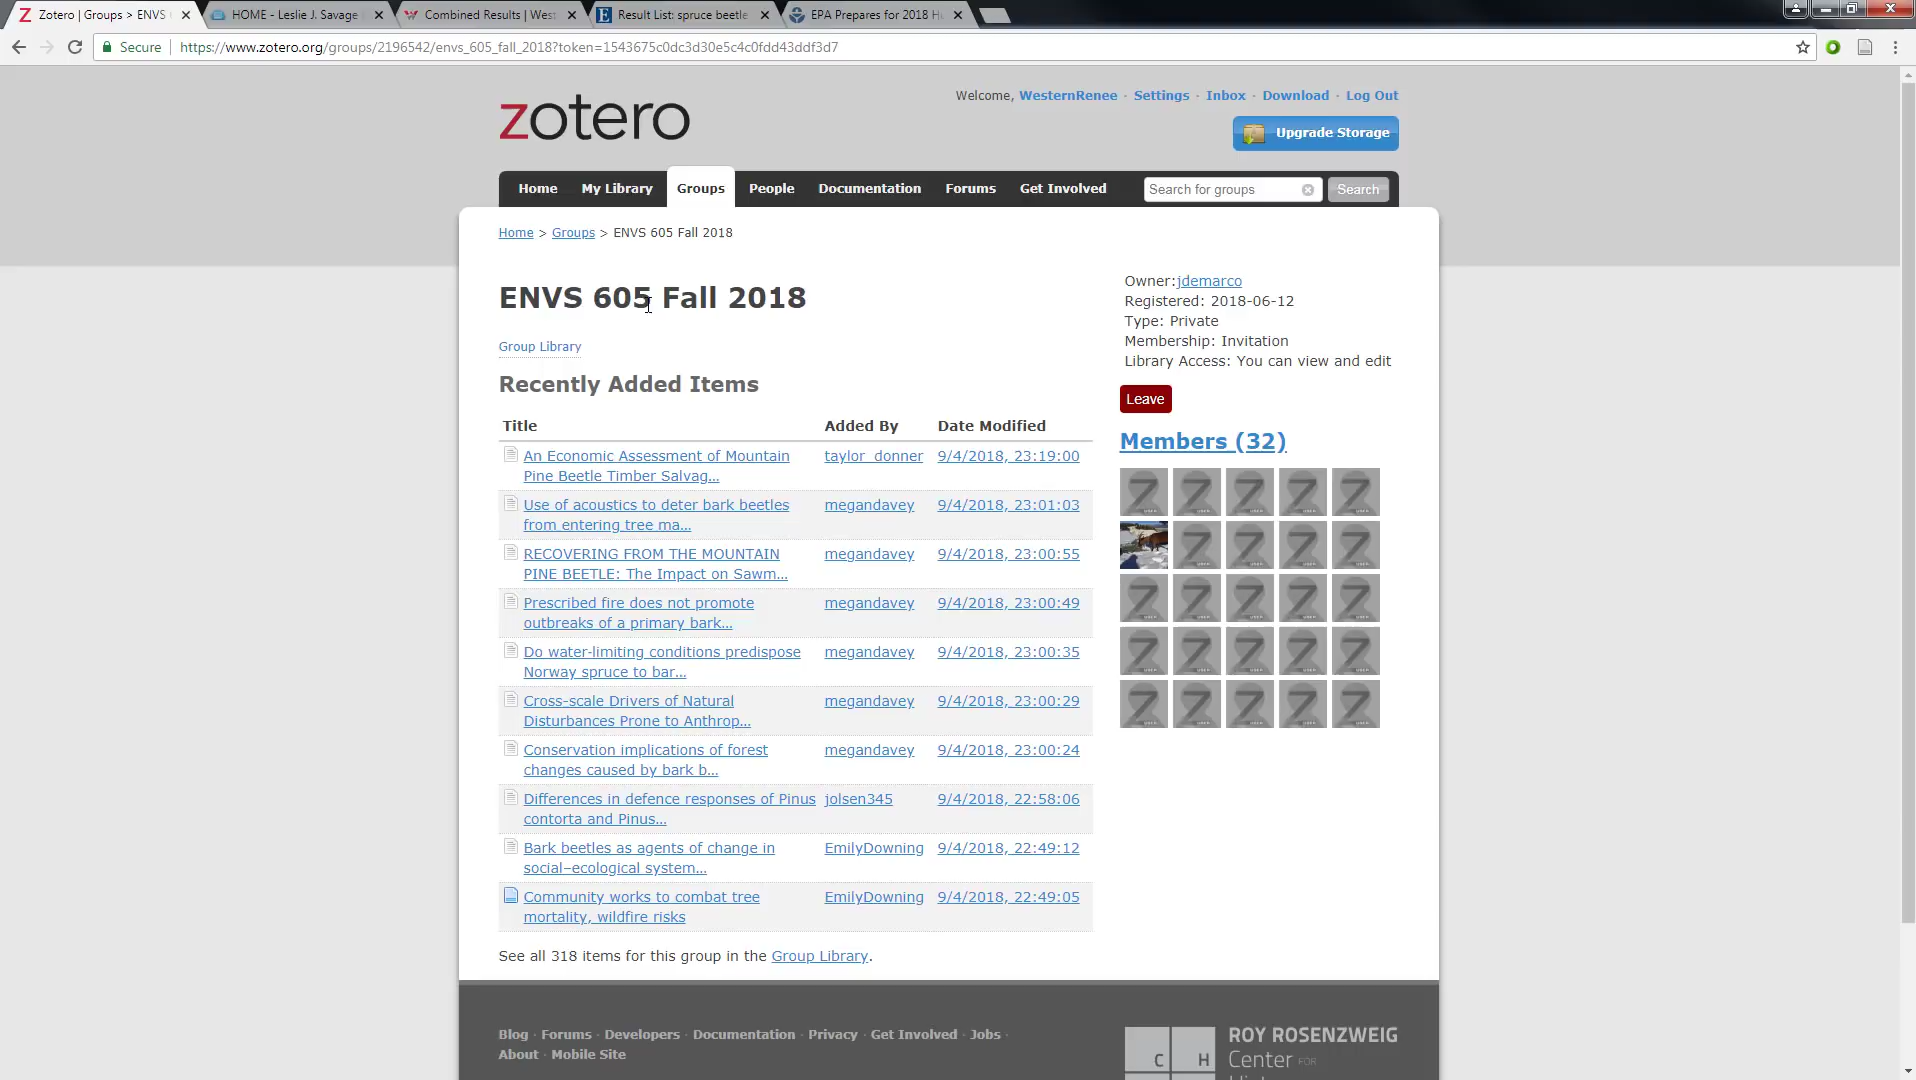 Zotero | Groups > ENVS
HOME - Leslie J. Savage
Combined Results | West
Result List: spruce beetle
EPA Prepares for 2018 H
Secure
https://www.zotero.org/groups/2196542/envs_605_fall_2018?token=1543675c0dc3d30e5c4c0fdd43ddf3d7
zotero
Welcome, WesternRenee · Settings · Inbox · Download · Log Out
Upgrade Storage
Home My Library Groups People Documentation Forums Get Involved Search for groups Search
Home > Groups > ENVS 605 Fall 2018
ENVS 605 Fall 2018
Group Library
Recently Added Items
Title Added By Date Modified
An Economic Assessment of Mountain taylor_donner 9/4/2018, 23:19:00
Pine Beetle Timber Salvag...
Use of acoustics to deter bark beetles megandavey 9/4/2018, 23:01:03
from entering tree ma...
RECOVERING FROM THE MOUNTAIN megandavey 9/4/2018, 23:00:55
PINE BEETLE: The Impact on Sawm...
Prescribed fire does not promote megandavey 9/4/2018, 23:00:49
outbreaks of a primary bark...
Do water-limiting conditions predispose megandavey 9/4/2018, 23:00:35
Norway spruce to bar...
Cross-scale Drivers of Natural megandavey 9/4/2018, 23:00:29
Disturbances Prone to Anthrop...
Conservation implications of forest megandavey 9/4/2018, 23:00:24
changes caused by bark b...
Differences in defence responses of Pinus jolsen345 9/4/2018, 22:58:06
contorta and Pinus...
Bark beetles as agents of change in EmilyDowning 9/4/2018, 22:49:12
social–ecological system...
Community works to combat tree EmilyDowning 9/4/2018, 22:49:05
mortality, wildfire risks
See all 318 items for this group in the Group Library.
Owner:jdemarco
Registered: 2018-06-12
Type: Private
Membership: Invitation
Library Access: You can view and edit
Leave
Members (32)
Blog · Forums · Developers · Documentation · Privacy · Get Involved · Jobs ·
About · Mobile Site
C H
ROY ROSENZWEIG
Center FOR